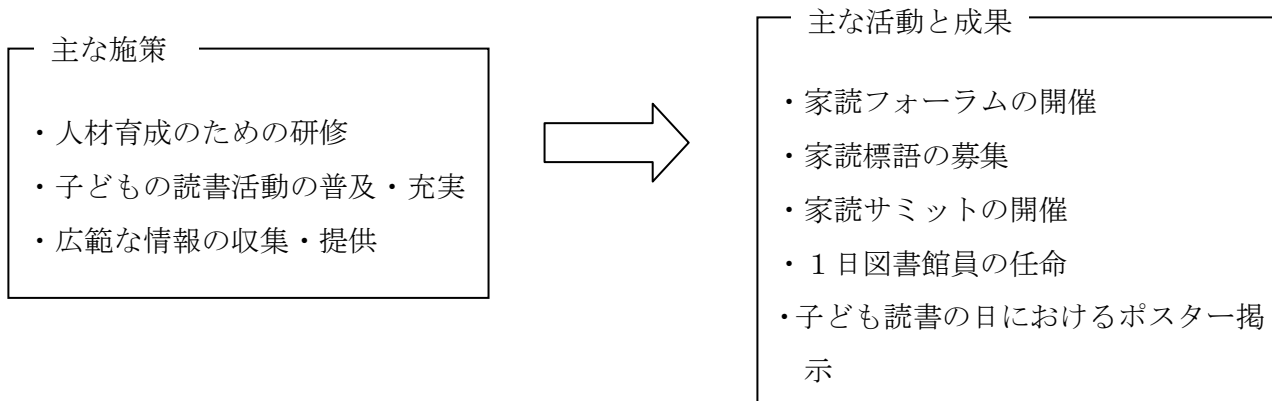 主な施策
・人材育成のための研修
・子どもの読書活動の普及・充実
・広範な情報の収集・提供
主な活動と成果
・家読フォーラムの開催
・家読標語の募集
・家読サミットの開催
・１日図書館員の任命
・子ども読書の日におけるポスター掲
示